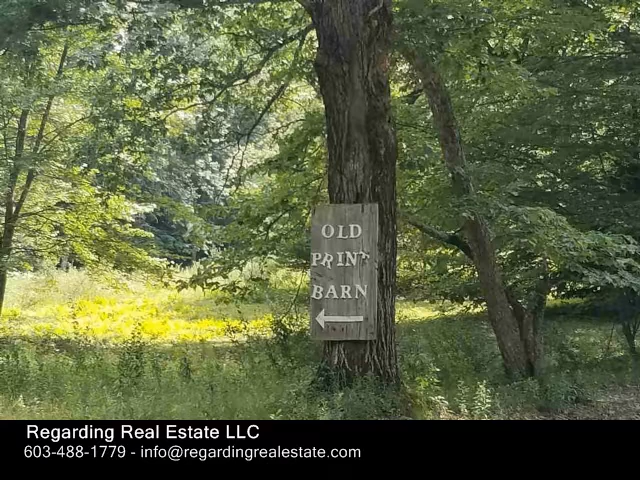 OLD
PRINT
BARN
Regarding Real Estate LLC
603-488-1779 - info@regardingrealestate.com